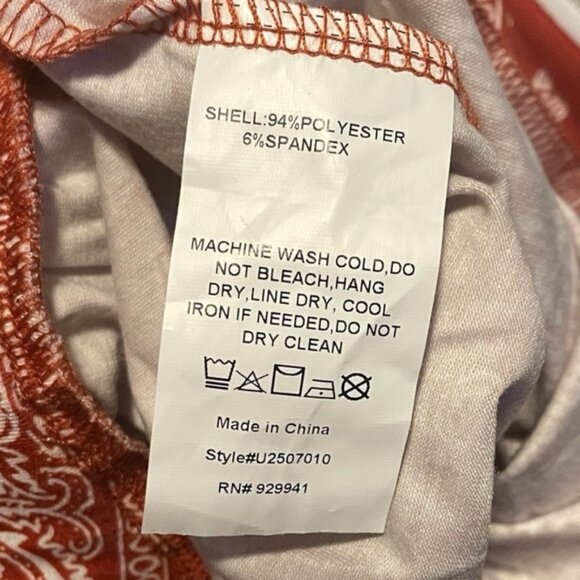 SHELL:94%POLYESTER
6%SPANDEX
MACHINE WASH COLD,DO
NOT BLEACH,HANG
DRY,LINE DRY, COOL
IRON IF NEEDED,DO NOT
DRY CLEAN
Made in China
Style#U2507010
RN# 929941